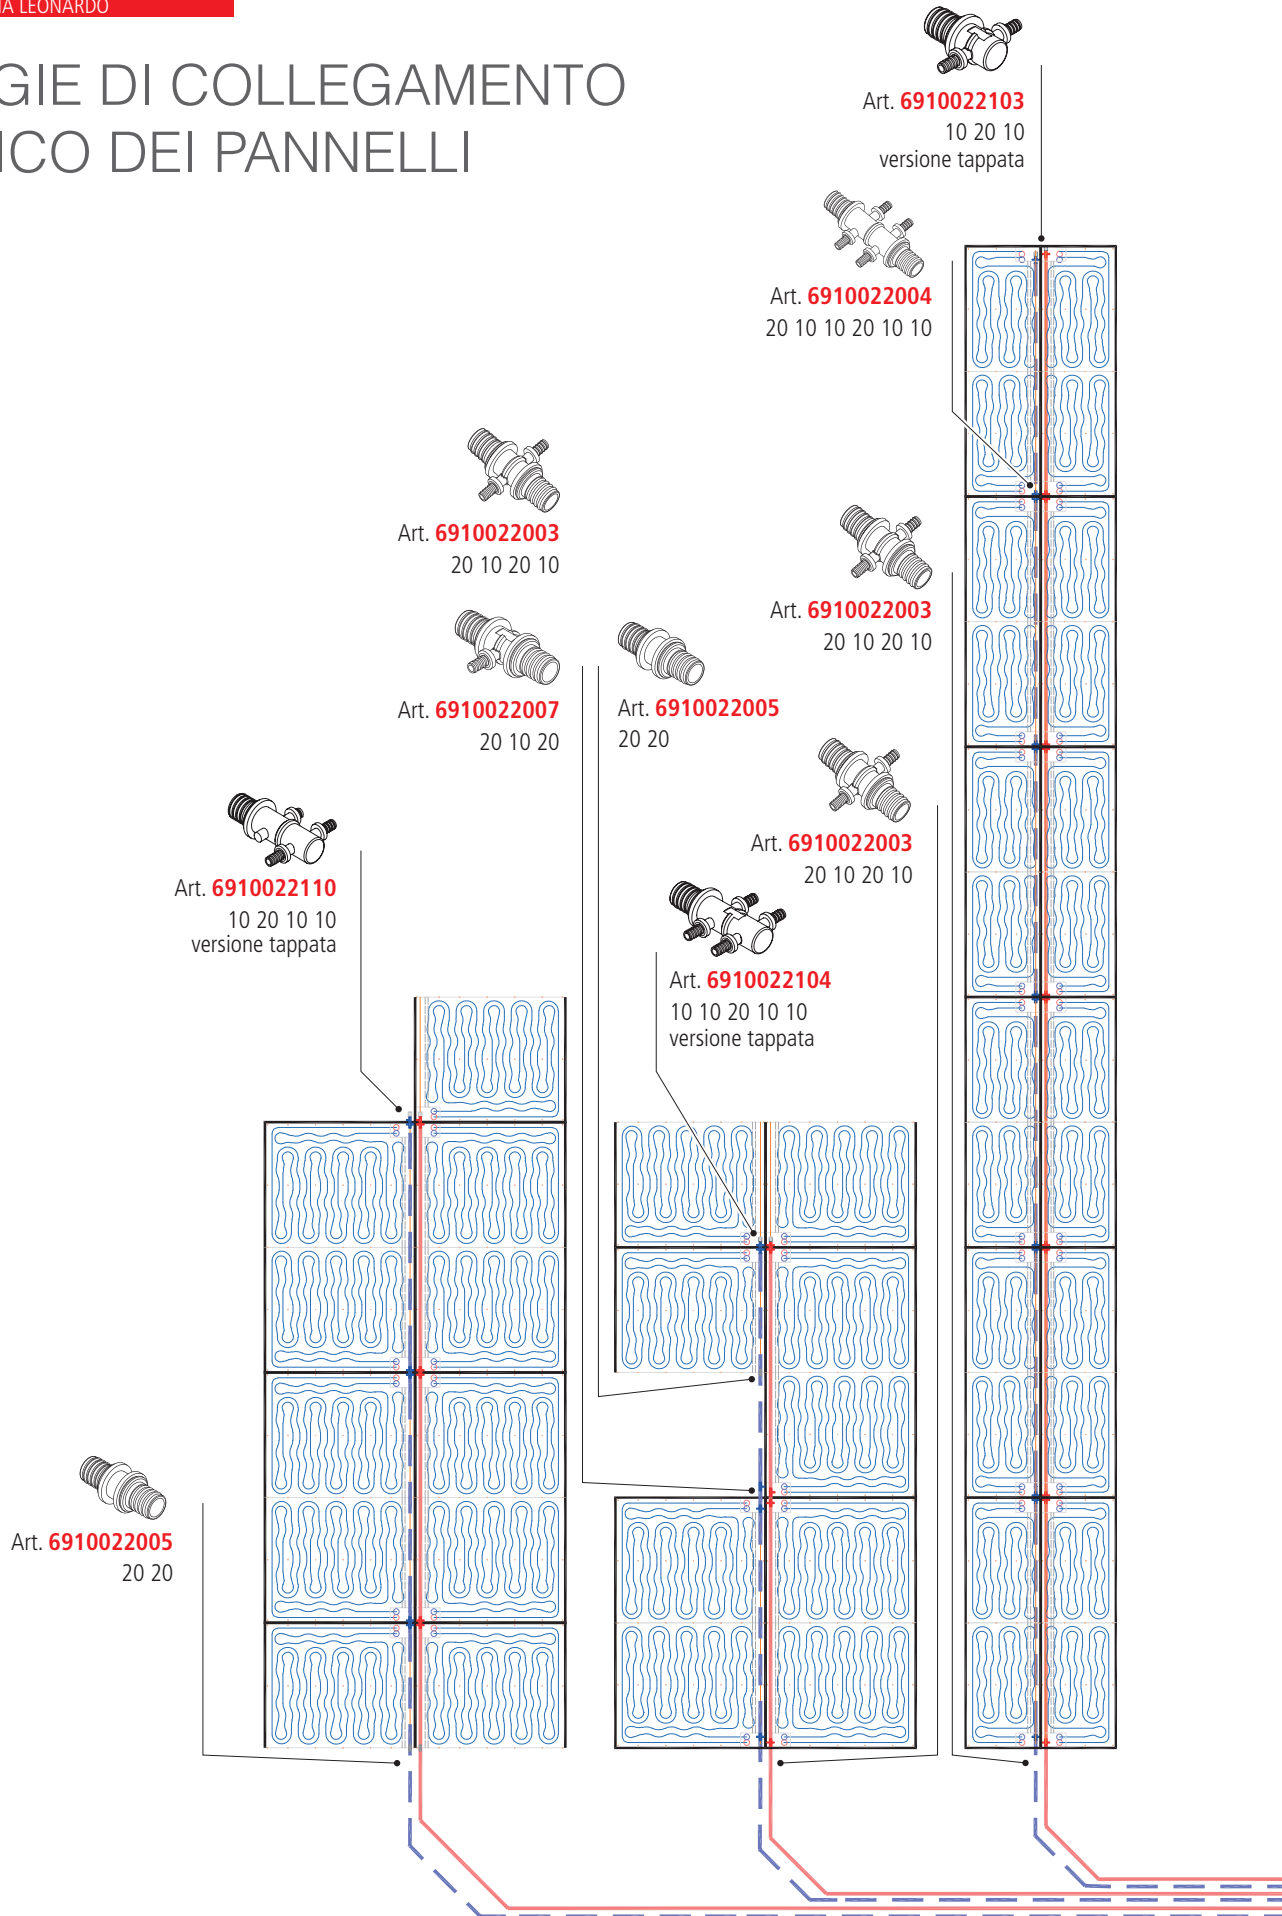 LEONARDO
DI COLLEGAMENTO
DEI PANNELLI
Art. 6910022103
10 20 10
versione tappata
Art. 6910022004
20 10 10 20 10 10
Art. 6910022003
20 10 20 10
Art. 6910022003
20 10 20 10
Art. 6910022007
20 10 20
Art. 6910022005
20 20
Art. 6910022003
20 10 20 10
Art. 6910022110
10 20 10 10
versione tappata
Art. 6910022104
10 10 20 10 10
versione tappata
Art. 6910022005
20 20